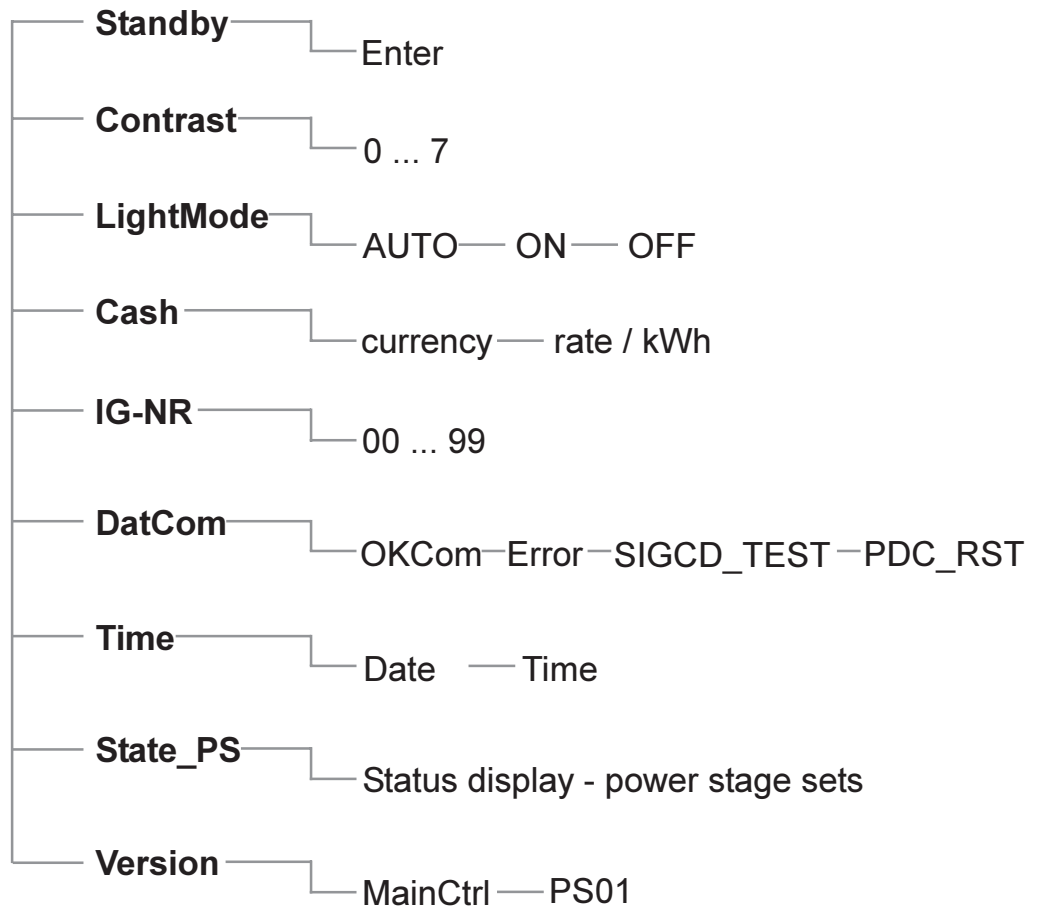 Standby
Enter
Contrast
0 ... 7
LightMode
AUTO ON OFF
Cash
currency rate / kWh
IG-NR
00 ... 99
DatCom
OKCom Error SIGCD_TEST PDC_RST
Time
Date Time
State_PS
Status display - power stage sets
Version
MainCtrl PS01